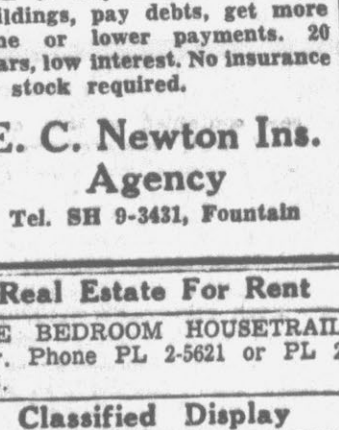 ildings, pay debts, get more
ne or lower payments. 20
ars, low interest. No insurance
stock required.
E. C. Newton Ins.
Agency
Tel. SH 9-3431, Fountain
Real Estate For Rent
E BEDROOM HOUSETRAIL
. Phone PL 2-5621 or PL 2
Classified Display